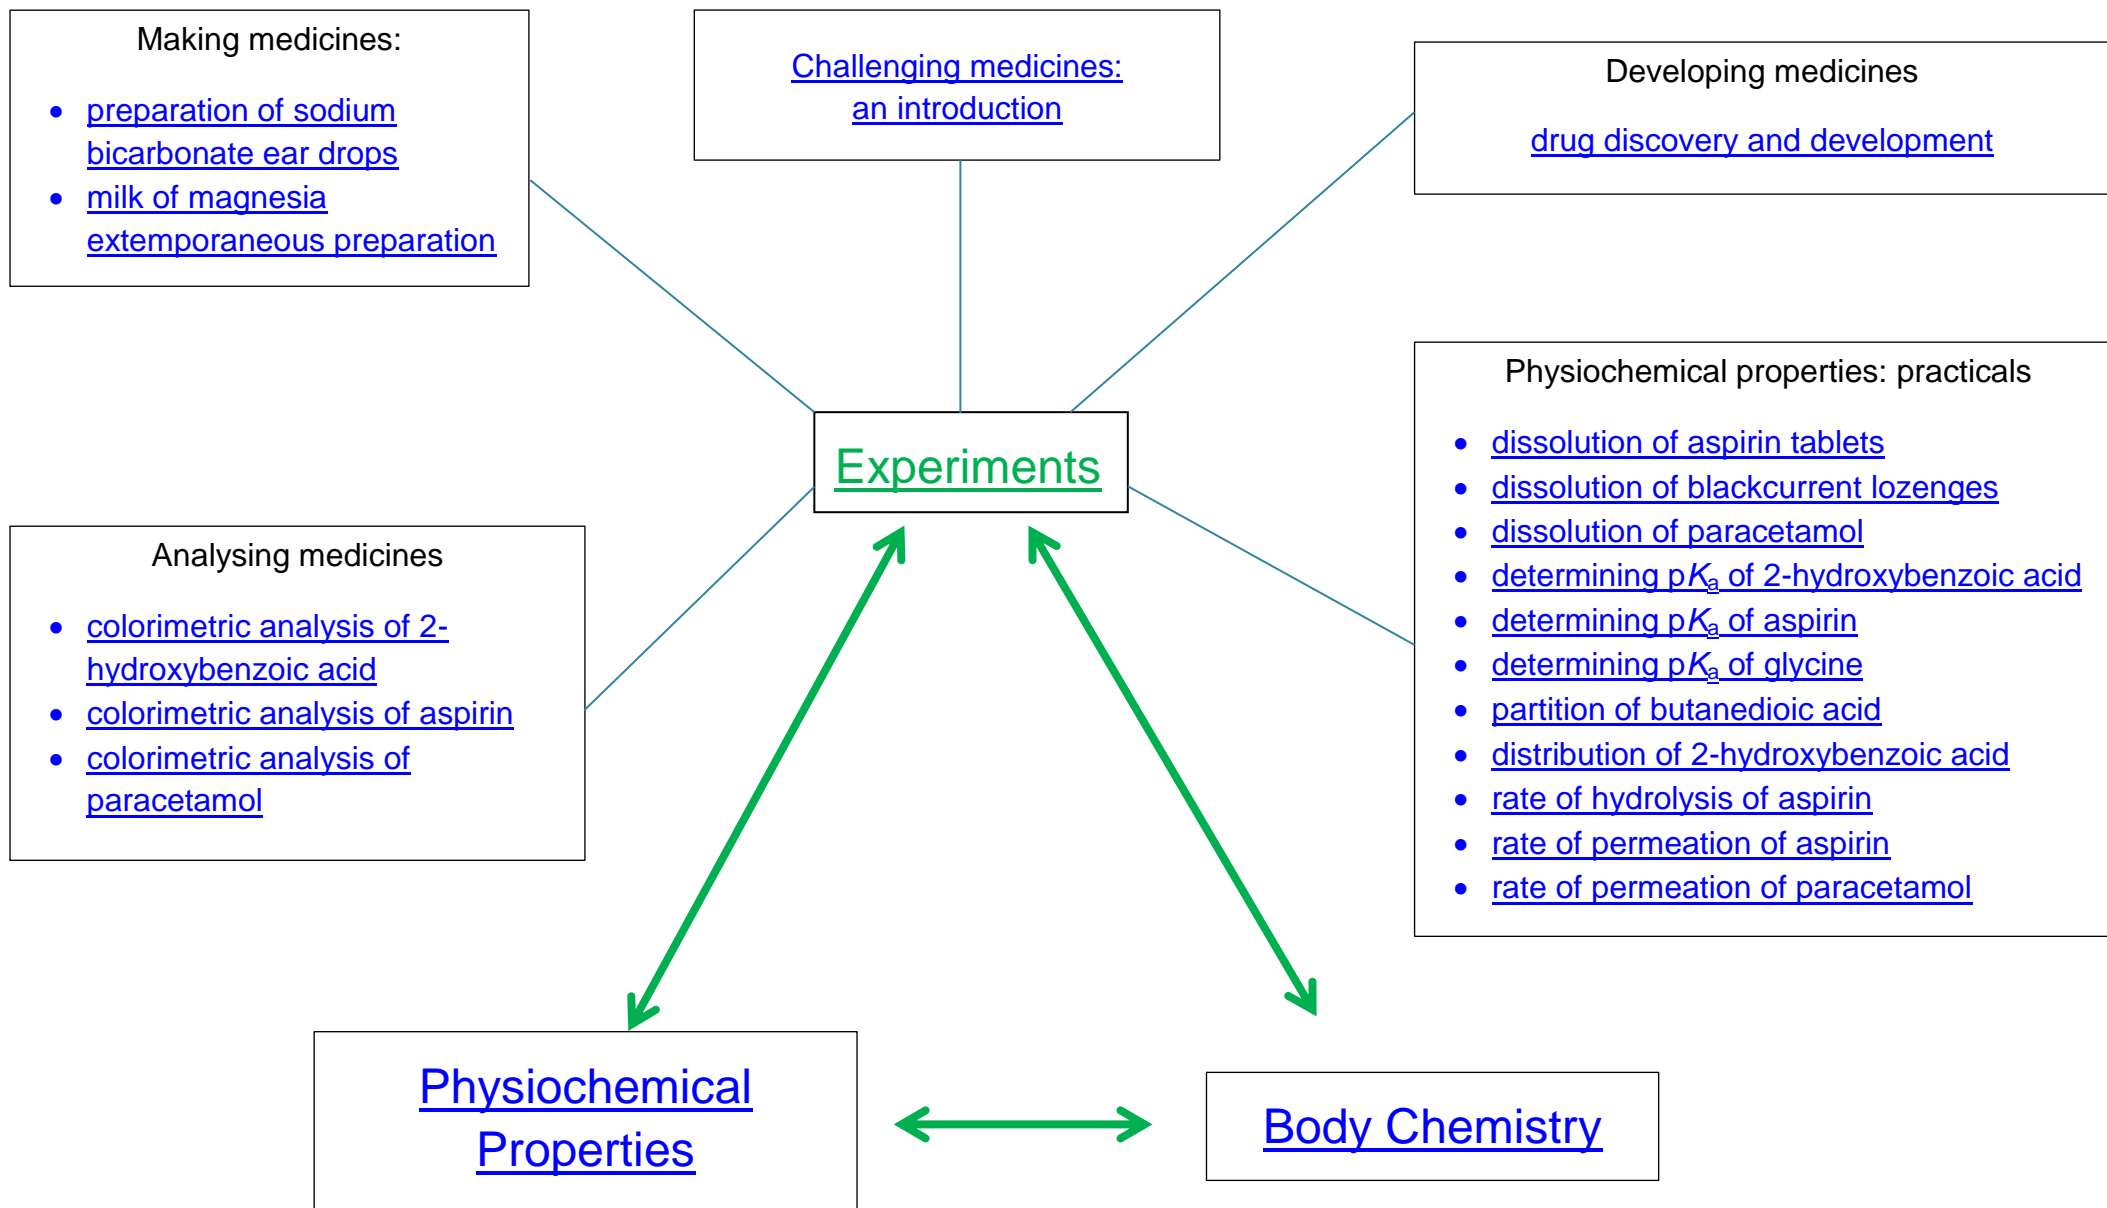 Making medicines:
• preparation of sodium
bicarbonate ear drops
• milk of magnesia
extemporaneous preparation
Challenging medicines:
an introduction
Developing medicines
drug discovery and development
Experiments
Physiochemical properties: practicals
• dissolution of aspirin tablets
• dissolution of blackcurrent lozenges
• dissolution of paracetamol
• determining pKa of 2-hydroxybenzoic acid
• determining pKa of aspirin
• determining pKa of glycine
• partition of butanedioic acid
• distribution of 2-hydroxybenzoic acid
• rate of hydrolysis of aspirin
• rate of permeation of aspirin
• rate of permeation of paracetamol
Analysing medicines
• colorimetric analysis of 2-
hydroxybenzoic acid
• colorimetric analysis of aspirin
• colorimetric analysis of
paracetamol
Physiochemical
Properties
Body Chemistry